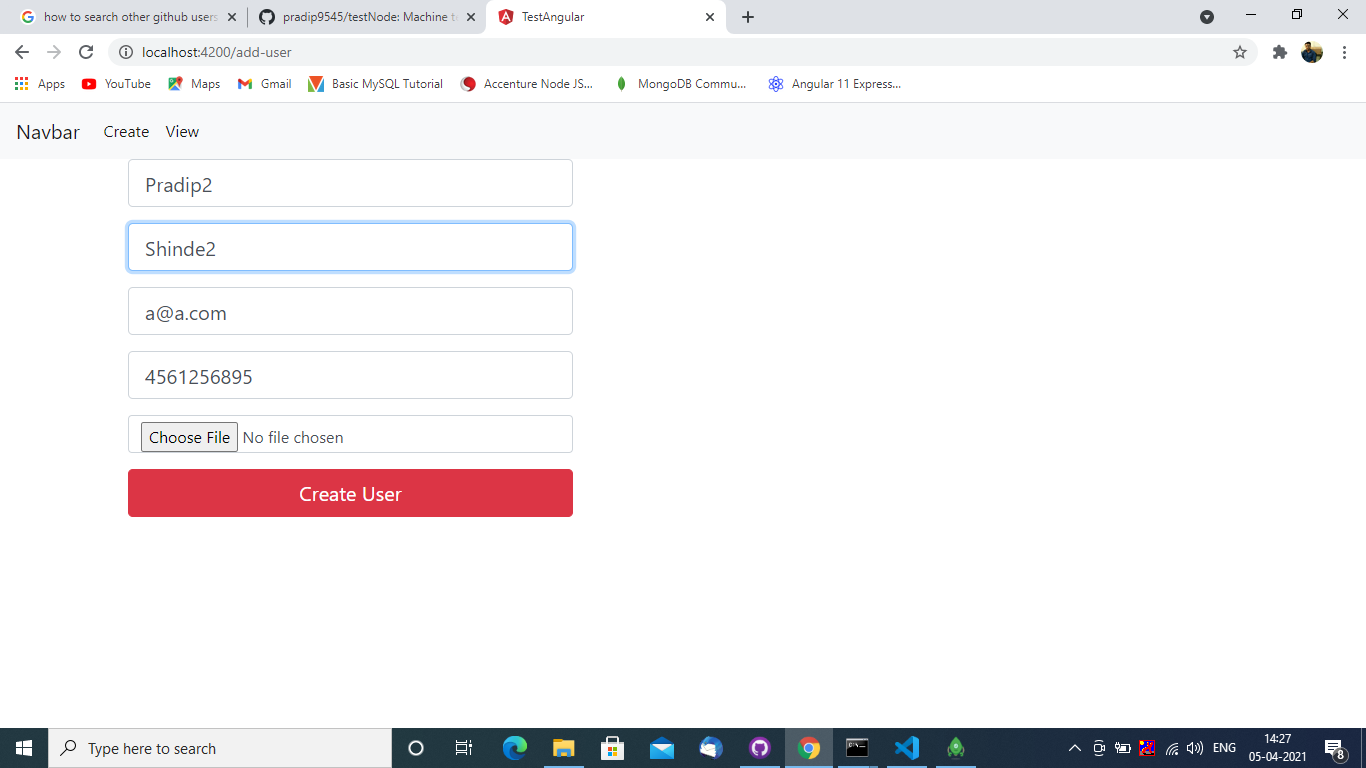 how to search other github users
pradip9545/testNode: Machine te
TestAngular
localhost:4200/add-user
Apps
YouTube
Maps
Gmail
Basic MySQL Tutorial
Accenture Node JS...
MongoDB Commu...
Angular 11 Express...
Navbar
Create
View
Pradip2
Shinde2
a@a.com
4561256895
Choose File No file chosen
Create User
Type here to search
ENG
14:27
05-04-2021
8